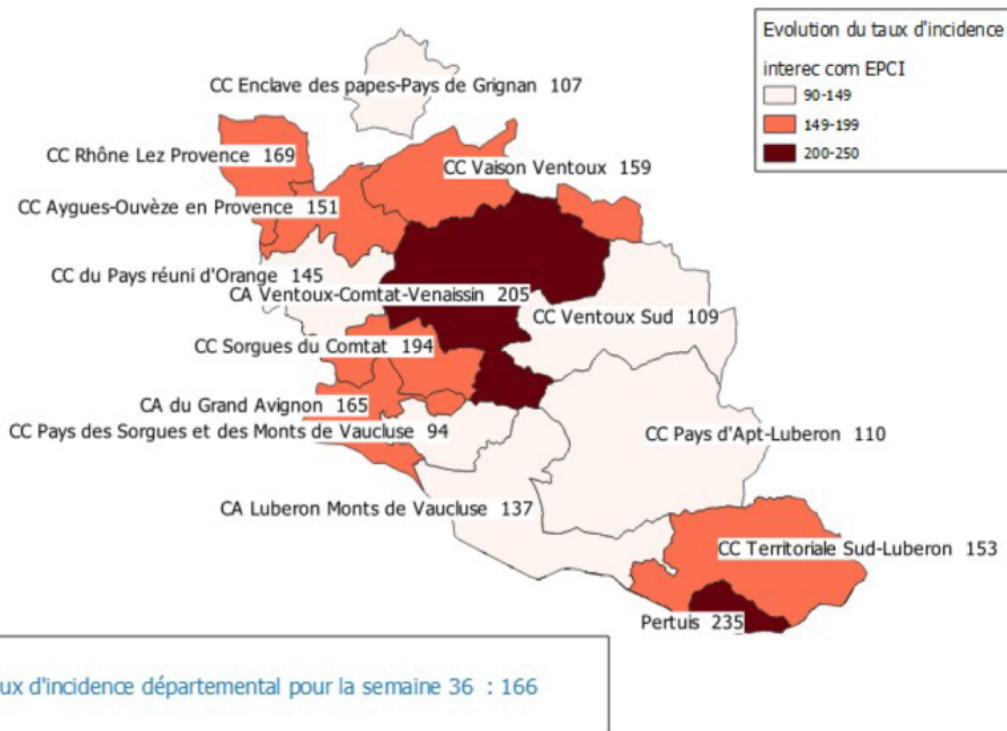 Evolution du taux d'incidence
interec com EPCI
90-149
149-199
200-250
CC Enclave des papes-Pays de Grignan 107
CC Rhône Lez Provence 169
CC Vaison Ventoux 159
CC Aygues-Ouvèze en Provence 151
CC du Pays réuni d'Orange 145
CA Ventoux-Comtat-Venaissin 205
CC Ventoux Sud 109
CC Sorgues du Comtat 194
CA du Grand Avignon 165
CC Pays des Sorgues et des Monts de Vaucluse 94
CC Pays d'Apt-Luberon 110
CA Luberon Monts de Vaucluse 137
CC Territoriale Sud-Luberon 153
Pertuis 235
ux d'incidence départemental pour la semaine 36 : 166